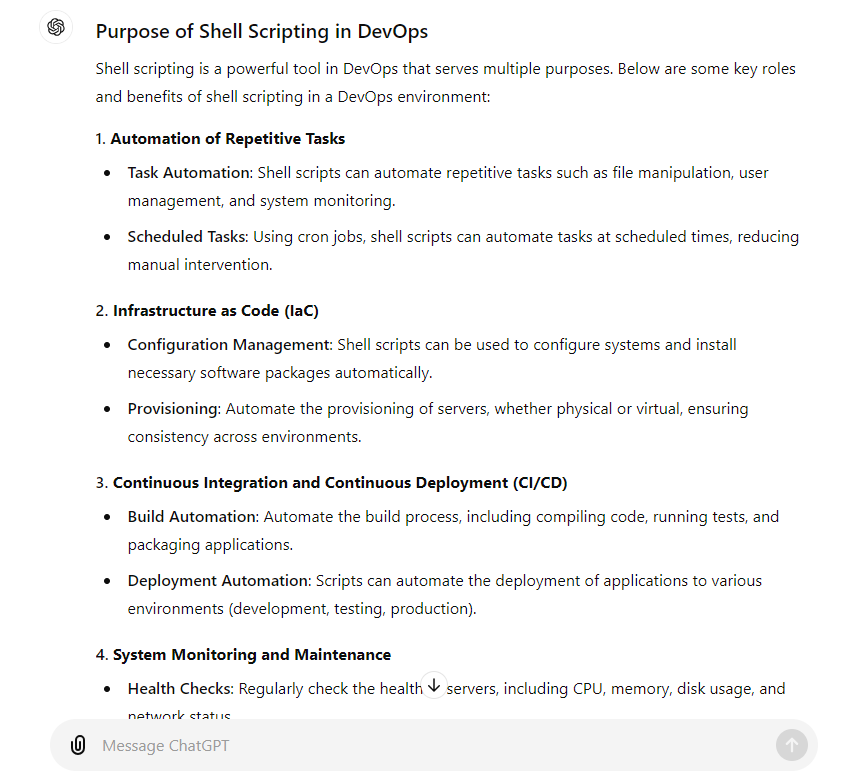 Purpose of Shell Scripting in DevOps
Shell scripting is a powerful tool in DevOps that serves multiple purposes. Below are some key roles
and benefits of shell scripting in a DevOps environment:
1. Automation of Repetitive Tasks
• Task Automation: Shell scripts can automate repetitive tasks such as file manipulation, user
management, and system monitoring.
• Scheduled Tasks: Using cron jobs, shell scripts can automate tasks at scheduled times, reducing
manual intervention.
2. Infrastructure as Code (IaC)
• Configuration Management: Shell scripts can be used to configure systems and install
necessary software packages automatically.
• Provisioning: Automate the provisioning of servers, whether physical or virtual, ensuring
consistency across environments.
3. Continuous Integration and Continuous Deployment (CI/CD)
• Build Automation: Automate the build process, including compiling code, running tests, and
packaging applications.
• Deployment Automation: Scripts can automate the deployment of applications to various
environments (development, testing, production).
4. System Monitoring and Maintenance
• Health Checks: Regularly check the health servers, including CPU, memory, disk usage, and
network status.
Message ChatGPT